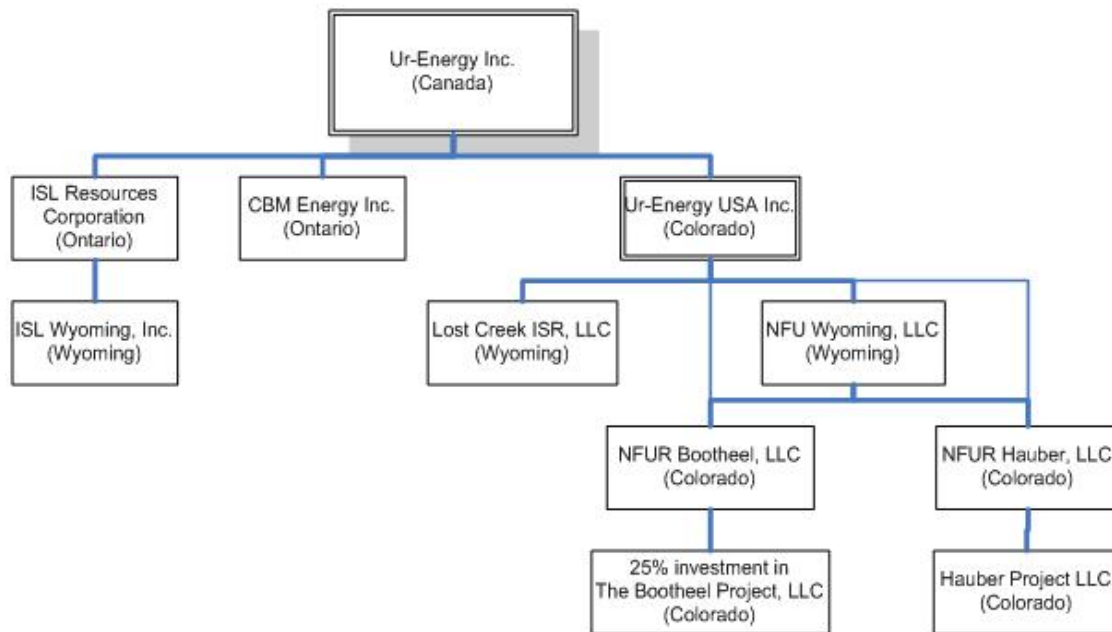 Ur-Energy Inc.
(Canada)
ISL Resources
Corporation
(Ontario)
CBM Energy Inc.
(Ontario)
Ur-Energy USA Inc.
(Colorado)
ISL Wyoming, Inc.
(Wyoming)
Lost Creek ISR, LLC
(Wyoming)
NFU Wyoming, LLC
(Wyoming)
NFUR Bootheel, LLC
(Colorado)
NFUR Hauber, LLC
(Colorado)
25% investment in
The Bootheel Project, LLC
(Colorado)
Hauber Project LLC
(Colorado)